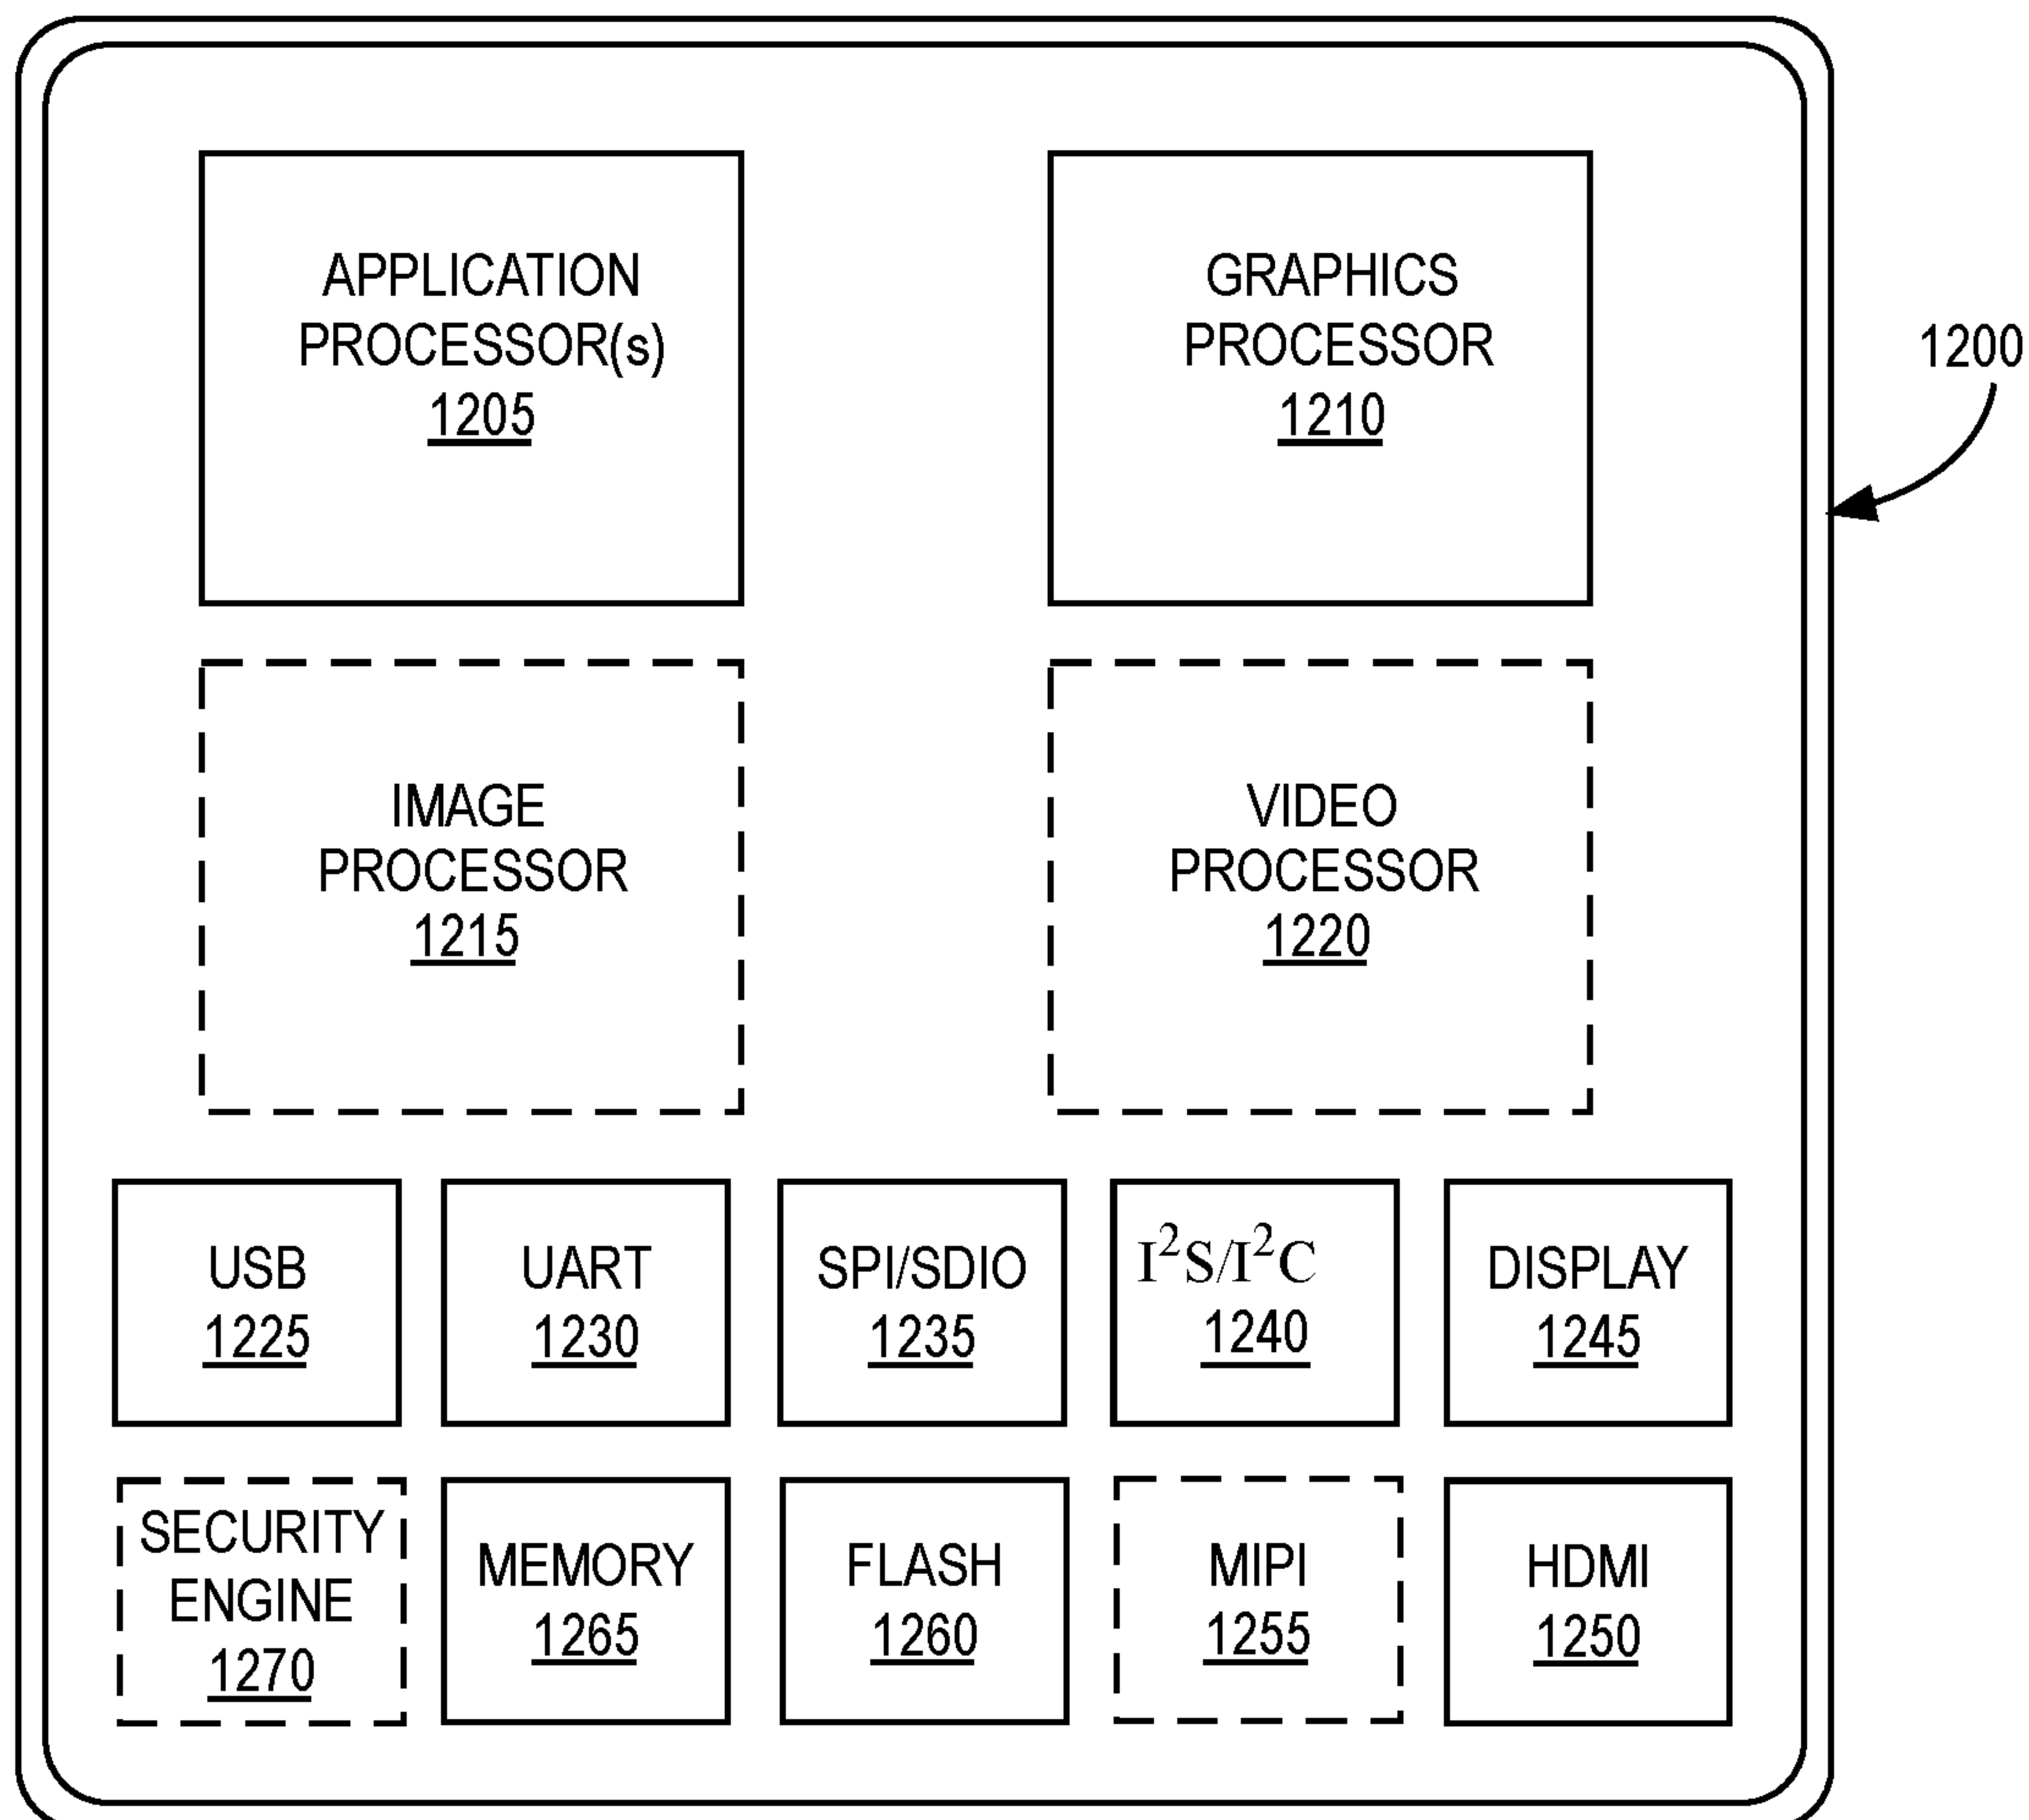 APPLICATION
PROCESSOR(s)
1205
GRAPHICS
PROCESSOR
1210
1200
IMAGE
PROCESSOR
1215
VIDEO
PROCESSOR
1220
USB
1225
UART
1230
SPI/SDIO
1235
I²S/I²C
1240
DISPLAY
1245
SECURITY
ENGINE
1270
MEMORY
1265
FLASH
1260
MIPI
1255
HDMI
1250